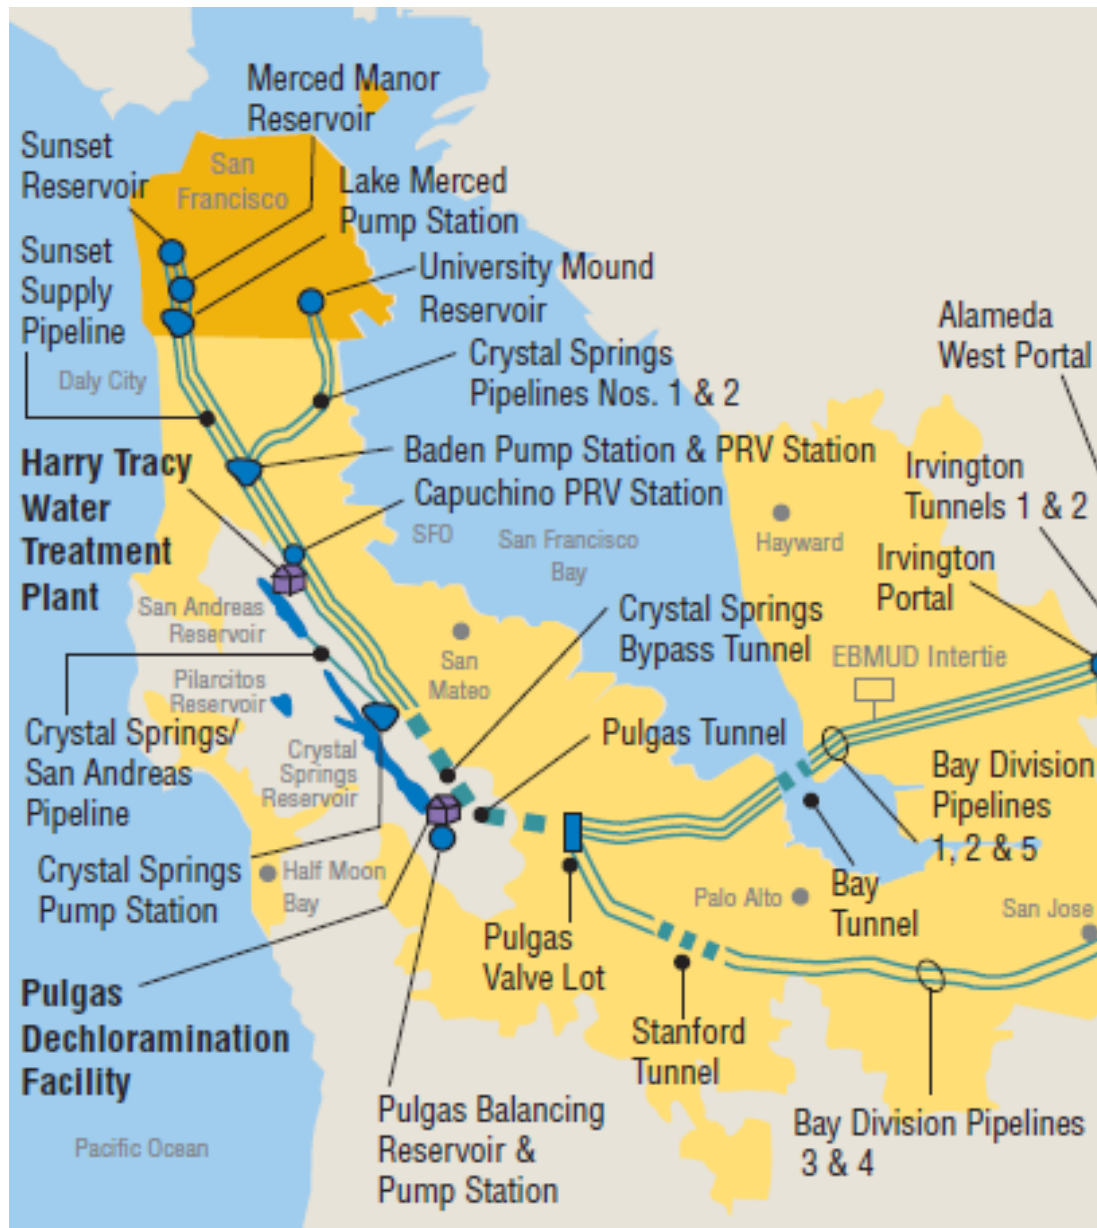 Merced Manor
Reservoir
Sunset
Reservoir
San
Francisco
Lake Merced
Pump Station
Sunset
Supply
Pipeline
University Mound
Reservoir
Alameda
West Portal
Daly City
Crystal Springs
Pipelines Nos. 1 & 2
Harry Tracy
Water
Treatment
Plant
Baden Pump Station & PRV Station
Capuchino PRV Station
Irvington
Tunnels 1 & 2
SFO
San Francisco
Bay
Hayward
Irvington
Portal
San Andreas
Reservoir
Crystal Springs
Bypass Tunnel
EBMUD Intertie
San
Mateo
Pilarcitos
Reservoir
Crystal Springs/
San Andreas
Pipeline
Crystal
Springs
Reservoir
Pulgas Tunnel
Bay Division
Pipelines
1, 2 & 5
Crystal Springs
Pump Station
Half Moon
Bay
Palo Alto
Bay
Tunnel
San Jose
Pulgas
Valve Lot
Pulgas
Dechloramination
Facility
Stanford
Tunnel
Pulgas Balancing
Reservoir &
Pump Station
Bay Division Pipelines
3 & 4
Pacific Ocean